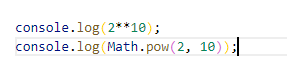 console.log(2**10);
console.log(Math.pow(2, 10));